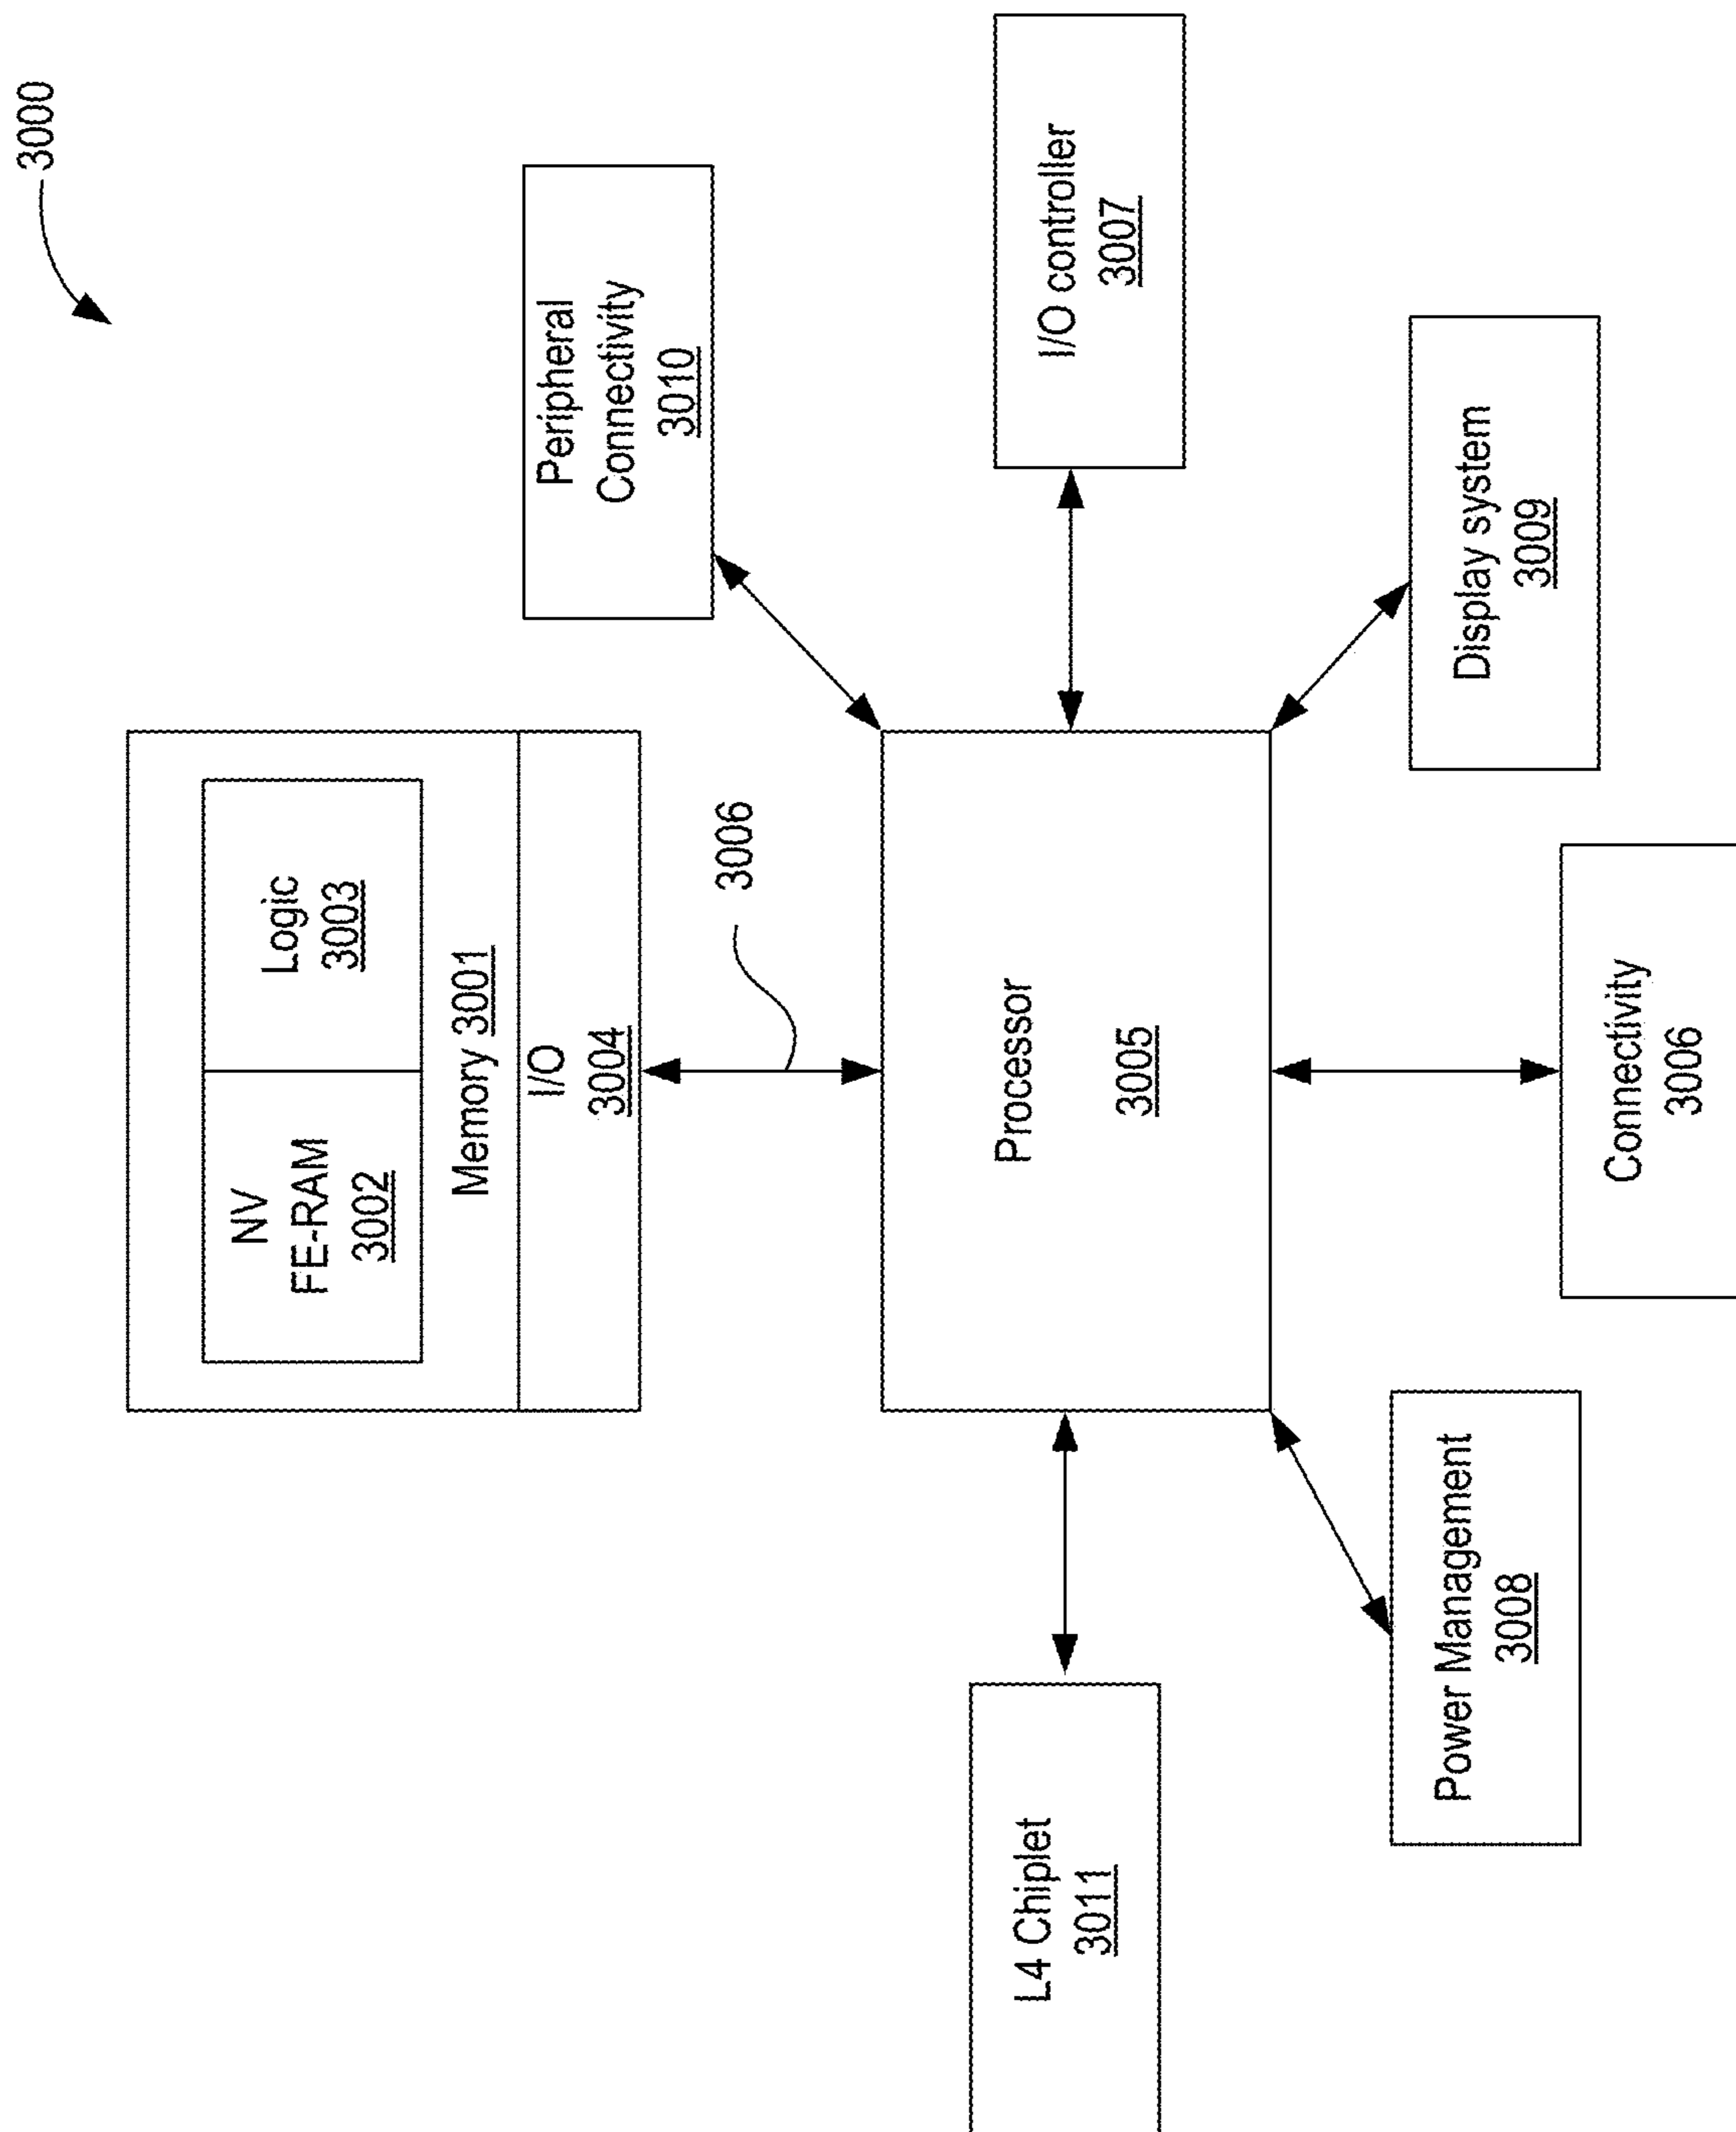 3000
NV
FE-RAM
3002
Logic
3003
Memory 3001
I/O
3004
3006
Peripheral
Connectivity
3010
L4 Chiplet
3011
Processor
3005
I/O controller
3007
Power Management
3008
Display system
3009
Connectivity
3006